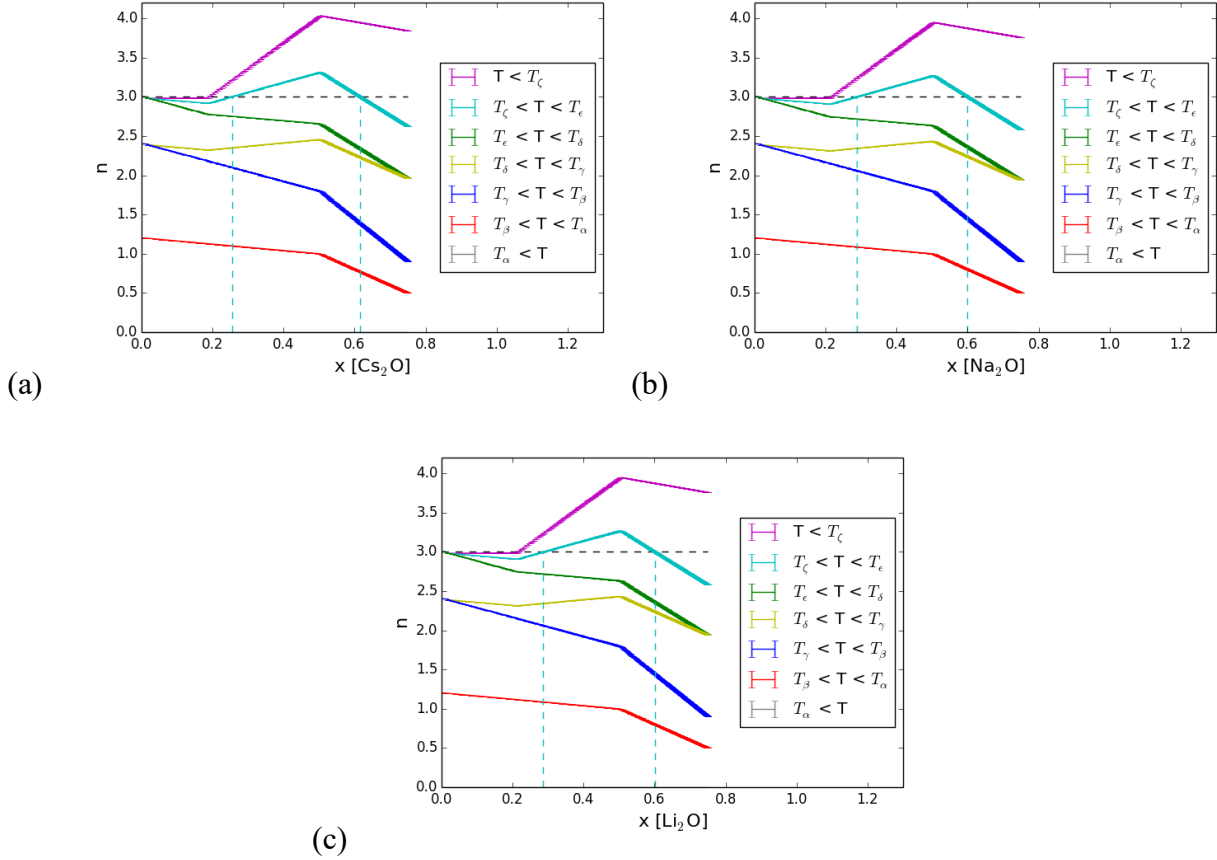 4.0
3.5
3.0
2.5
2.0
1.5
1.0
0.5
0.0
n
0.0 0.2 0.4 0.6 0.8 1.0 1.2
x [Cs₂O]
T < T_ζ
T_ζ < T < T_ϵ
T_ϵ < T < T_δ
T_δ < T < T_γ
T_γ < T < T_β
T_β < T < T_α
T_α < T
(a)
4.0
3.5
3.0
2.5
2.0
1.5
1.0
0.5
0.0
n
0.0 0.2 0.4 0.6 0.8 1.0 1.2
x [Na₂O]
T < T_ζ
T_ζ < T < T_ϵ
T_ϵ < T < T_δ
T_δ < T < T_γ
T_γ < T < T_β
T_β < T < T_α
T_α < T
(b)
4.0
3.5
3.0
2.5
2.0
1.5
1.0
0.5
0.0
n
0.0 0.2 0.4 0.6 0.8 1.0 1.2
x [Li₂O]
T < T_ζ
T_ζ < T < T_ϵ
T_ϵ < T < T_δ
T_δ < T < T_γ
T_γ < T < T_β
T_β < T < T_α
T_α < T
(c)